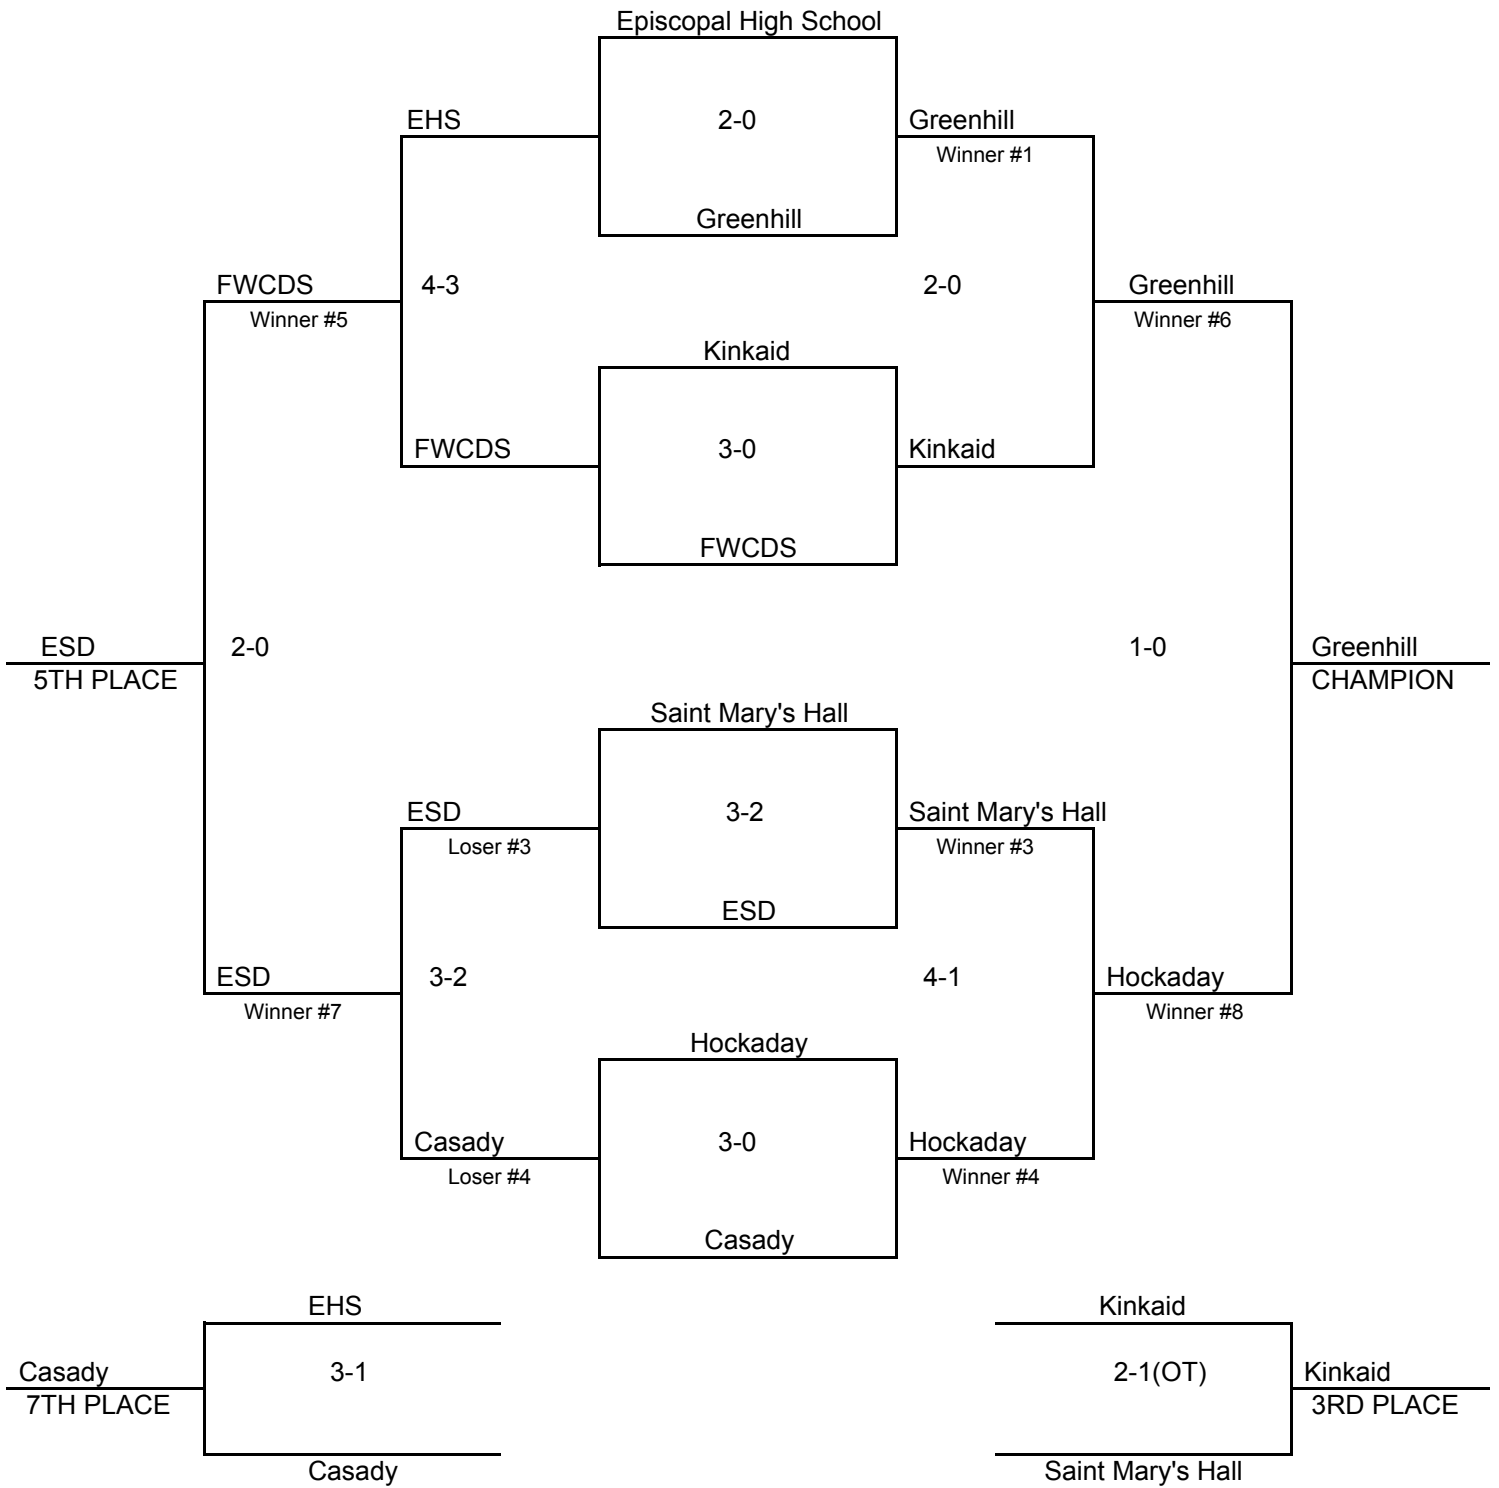 Episcopal High School
EHS
2-0
Greenhill
Winner #1
Greenhill
FWCDS
4-3
2-0
Greenhill
Winner #5
Winner #6
Kinkaid
FWCDS
3-0
Kinkaid
FWCDS
ESD
2-0
1-0
Greenhill
5TH PLACE
CHAMPION
Saint Mary's Hall
ESD
3-2
Saint Mary's Hall
Loser #3
Winner #3
ESD
ESD
3-2
4-1
Hockaday
Winner #7
Winner #8
Hockaday
Casady
3-0
Hockaday
Loser #4
Winner #4
Casady
EHS
Kinkaid
Casady
3-1
2-1(OT)
Kinkaid
7TH PLACE
3RD PLACE
Casady
Saint Mary's Hall